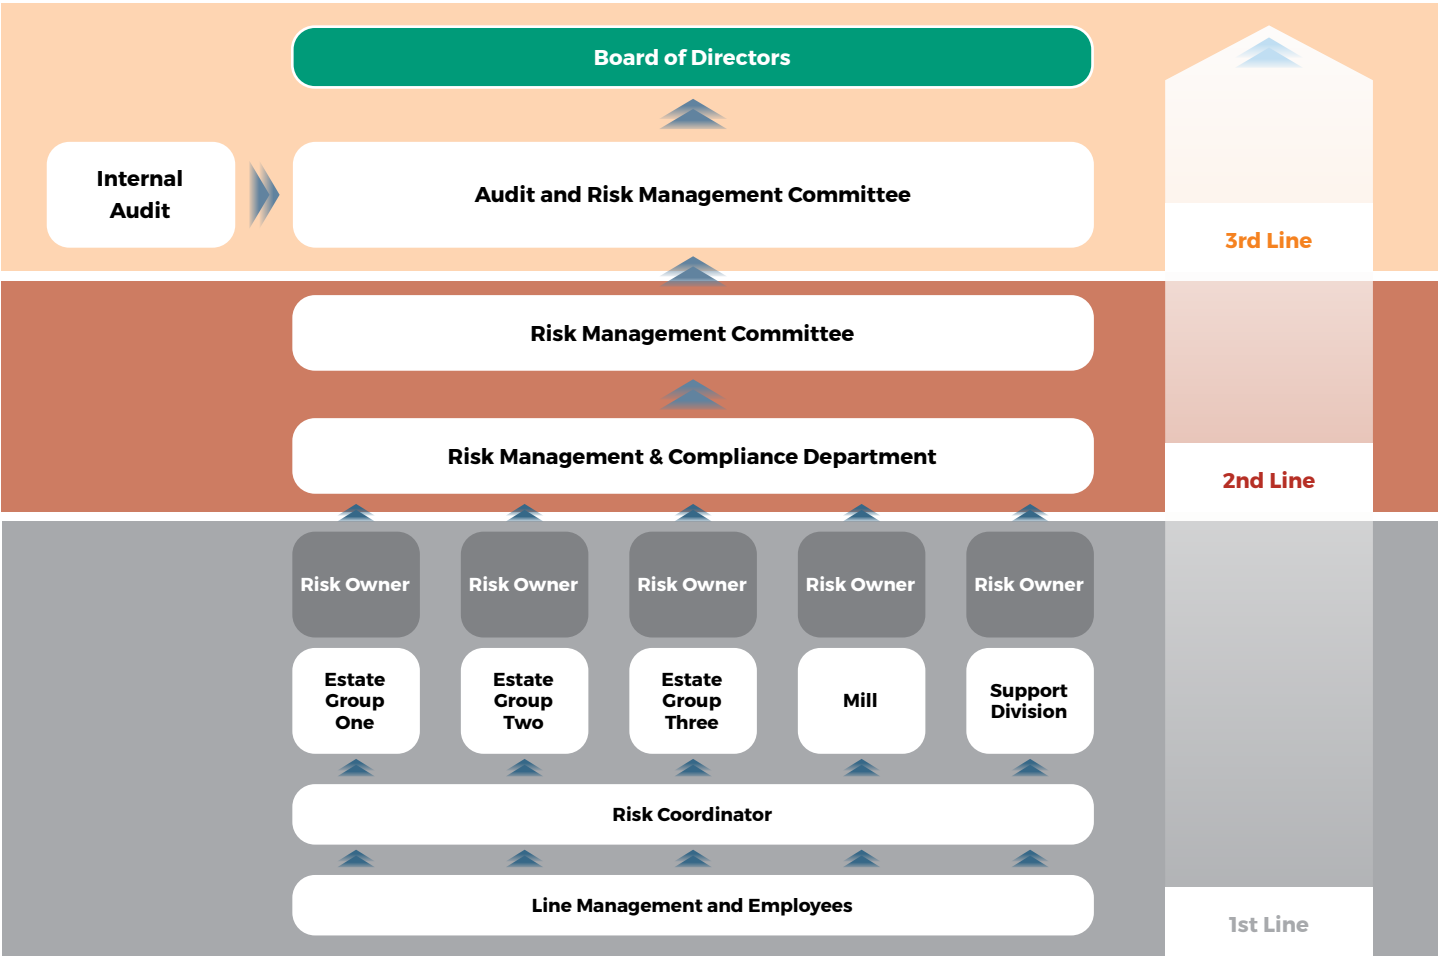 Board of Directors
Internal
Audit
Audit and Risk Management Committee
3rd Line
Risk Management Committee
Risk Management & Compliance Department
2nd Line
Risk Owner
Risk Owner
Risk Owner
Risk Owner
Risk Owner
Estate
Group
One
Estate
Group
Two
Estate
Group
Three
Mill
Support
Division
Risk Coordinator
Line Management and Employees
1st Line